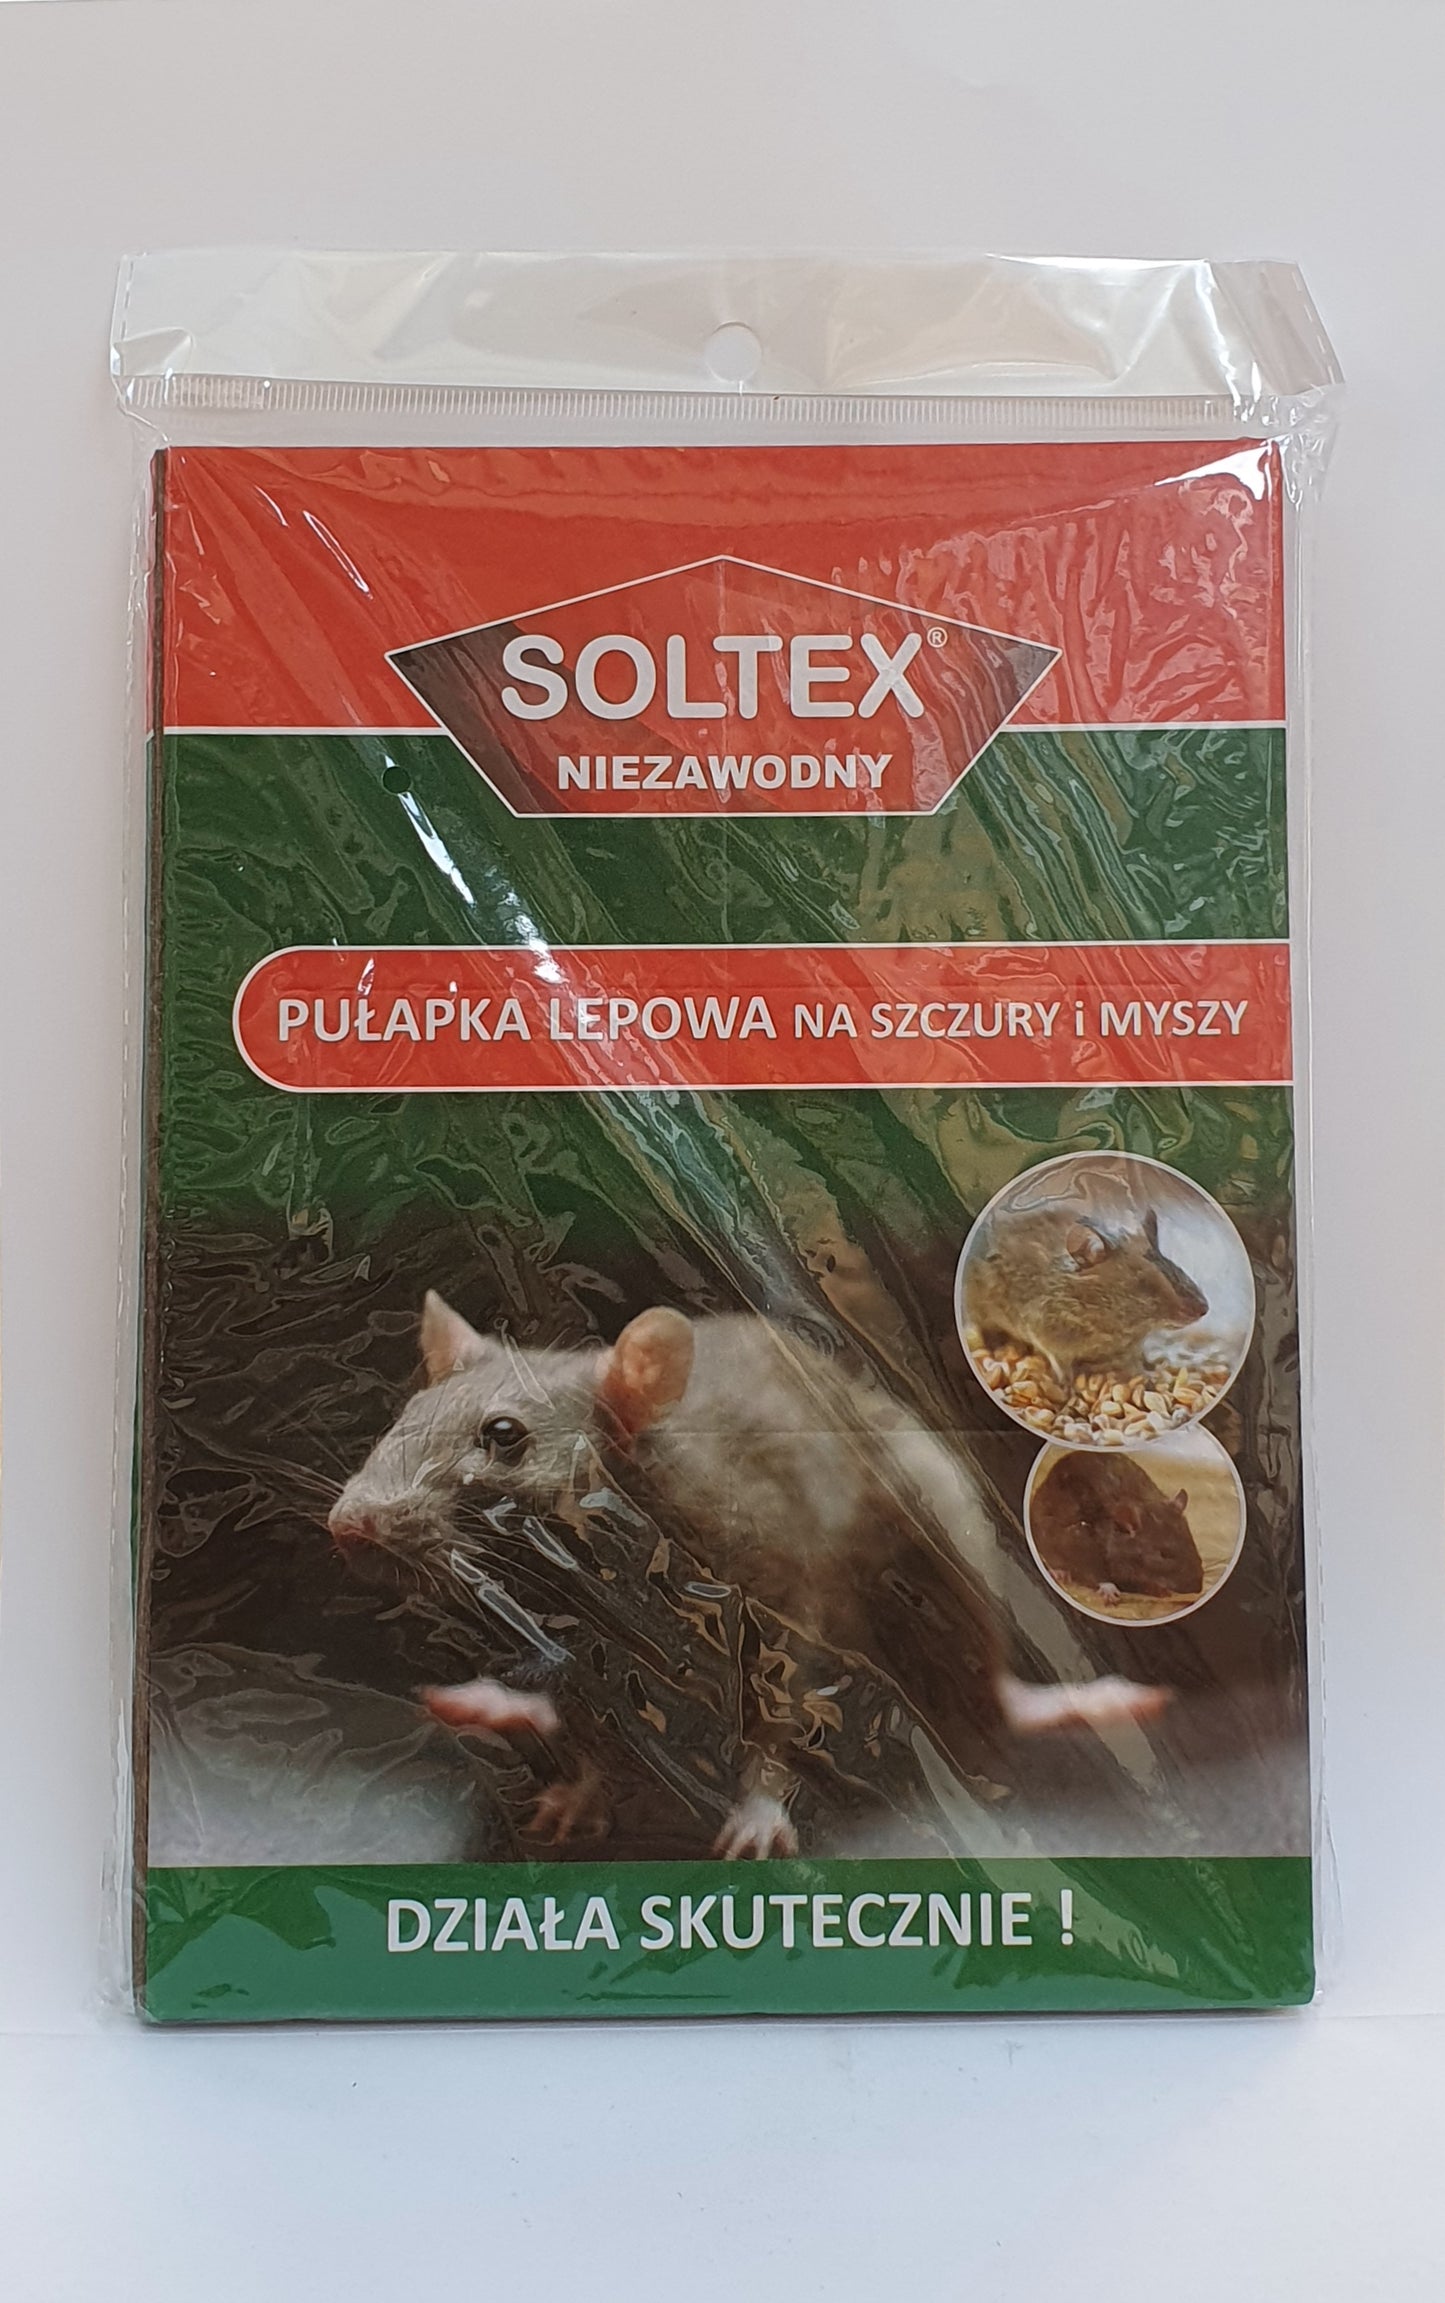 SOLTEX®
NIEZAWODNY
PUŁAPKA LEPOWA NA SZCZURY i MYSZY
DZIAŁA SKUTECZNIE !